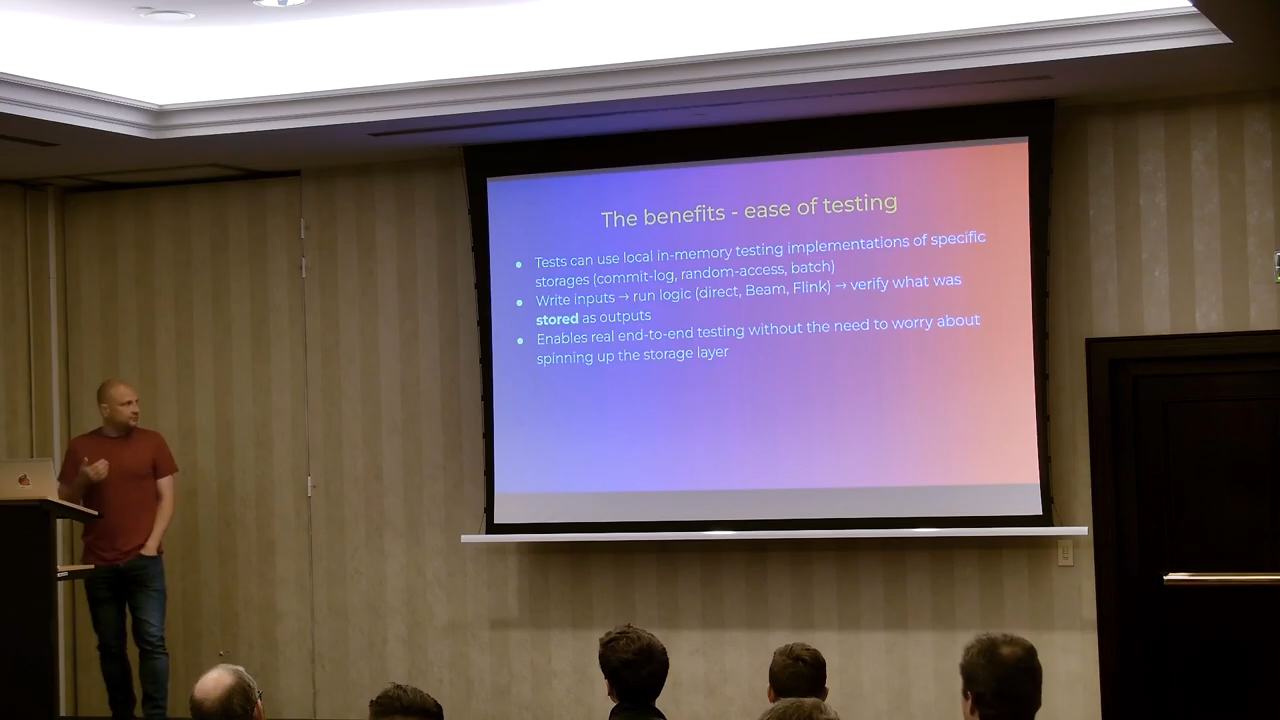 The benefits - ease of testing
● Tests can use local in-memory testing implementations of specific
storages (commit-log, random-access, batch)
● Write inputs → run logic (direct, Beam, Flink) → verify what was
stored as outputs
● Enables real end-to-end testing without the need to worry about
spinning up the storage layer